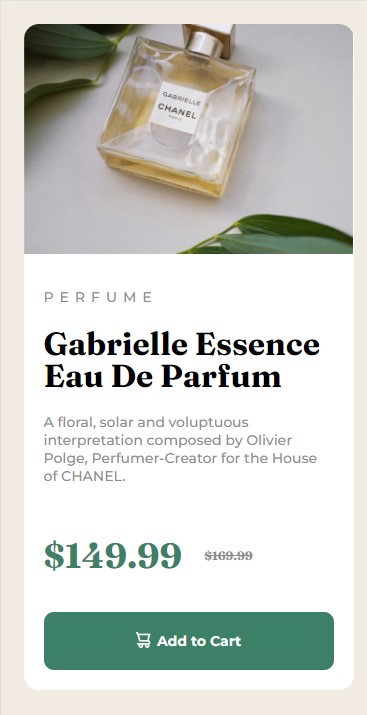 GABRIELLE
CHANEL
PARIS
PERFUME
Gabrielle Essence
Eau De Parfum
A floral, solar and voluptuous
interpretation composed by Olivier
Polge, Perfumer-Creator for the House
of CHANEL.
$149.99 $169.99
Add to Cart